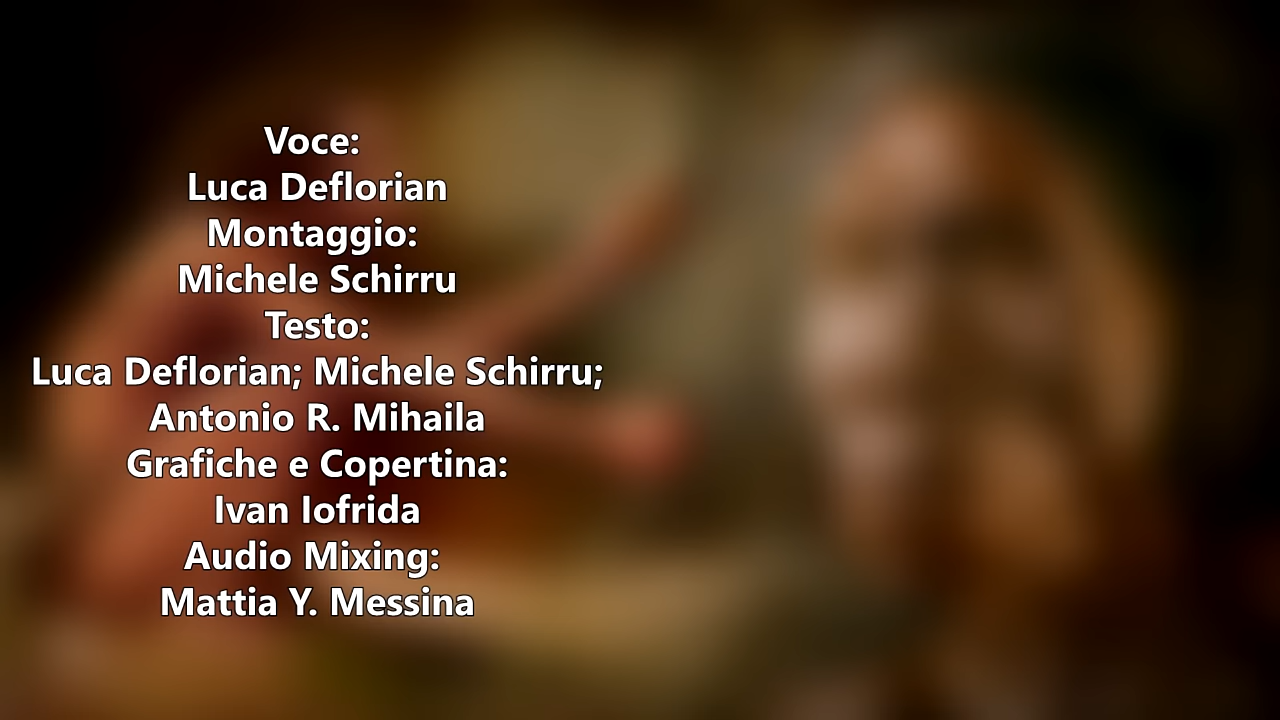 Voce:
Luca Deflorian
Montaggio:
Michele Schirru
Testo:
Luca Deflorian; Michele Schirru;
Antonio R. Mihaila
Grafiche e Copertina:
Ivan Iofrida
Audio Mixing:
Mattia Y. Messina